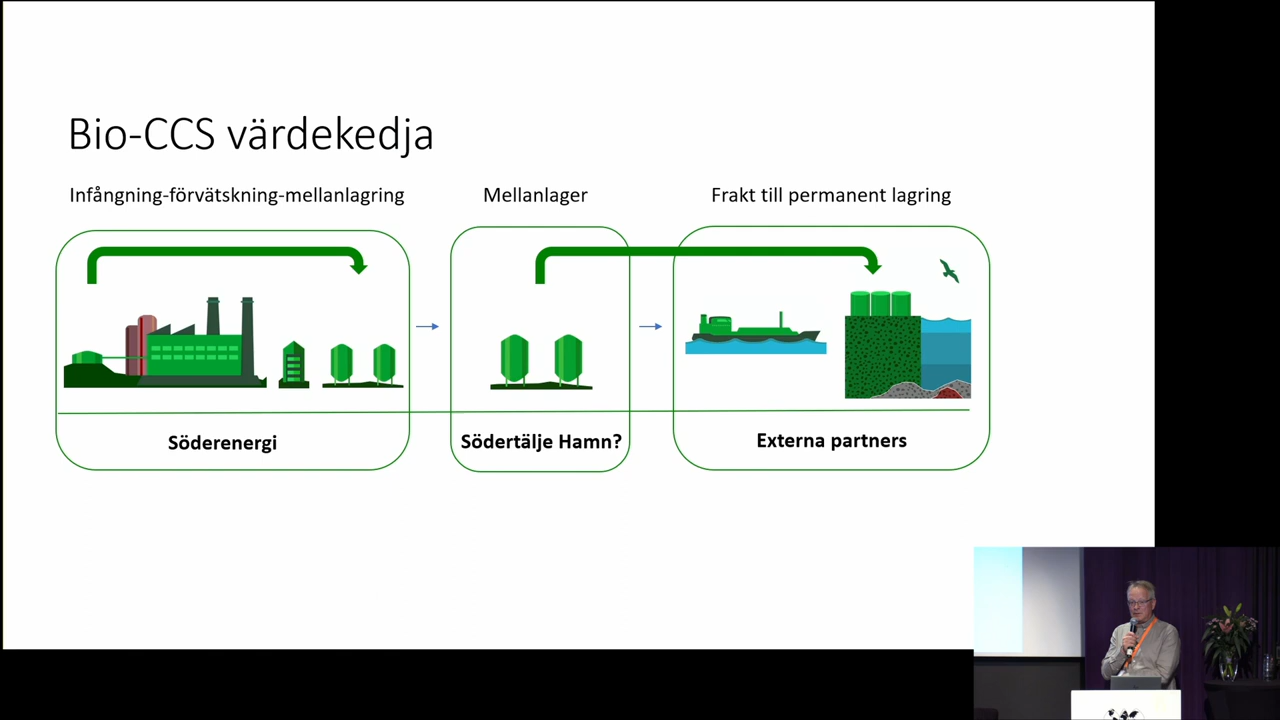 Bio-CCS värdekedja
Infångning-förvätskning-mellanlagring
Mellanlager
Frakt till permanent lagring
Söderenergi
Södertälje Hamn?
Externa partners